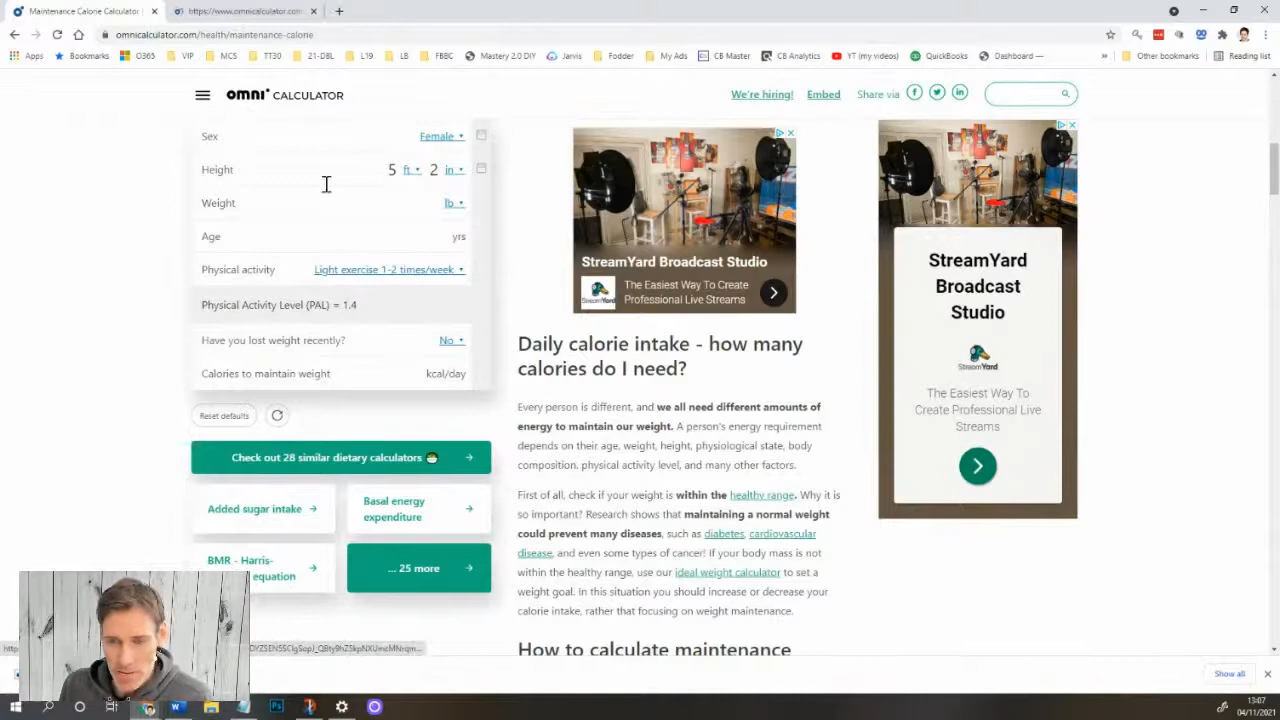 Maintenance Calorie Calculator |
https://www.omnicalculator.com/
omnicalculator.com/health/maintenance-calorie
Apps
Bookmarks
O365
VIP
MCS
TT30
21-DBL
L19
LB
FBBC
Mastery 2.0 DIY
Jarvis
Fodder
My Ads
CB Master
CB Analytics
YT (my videos)
QuickBooks
Dashboard —
Other bookmarks
Reading list
omni CALCULATOR
We're hiring!
Embed
Share via
Sex
Female
Height
5 ft 2 in
Weight
lb
Age
yrs
Physical activity
Light exercise 1-2 times/week
Physical Activity Level (PAL) = 1.4
Have you lost weight recently?
No
Calories to maintain weight
kcal/day
Reset defaults
Check out 28 similar dietary calculators
Added sugar intake
Basal energy
expenditure
BMR - Harris-
equation
... 25 more
StreamYard Broadcast Studio
The Easiest Way To Create
Professional Live Streams
StreamYard
Daily calorie intake - how many
calories do I need?
Every person is different, and we all need different amounts of
energy to maintain our weight. A person's energy requirement
depends on their age, weight, height, physiological state, body
composition, physical activity level, and many other factors.
First of all, check if your weight is within the healthy range. Why it is
so important? Research shows that maintaining a normal weight
could prevent many diseases, such as diabetes, cardiovascular
disease, and even some types of cancer! If your body mass is not
within the healthy range, use our ideal weight calculator to set a
weight goal. In this situation you should increase or decrease your
calorie intake, rather that focusing on weight maintenance.
How to calculate maintenance
StreamYard
Broadcast
Studio
StreamYard
The Easiest Way To
Create Professional Live
Streams
Show all
13:07
04/11/2021